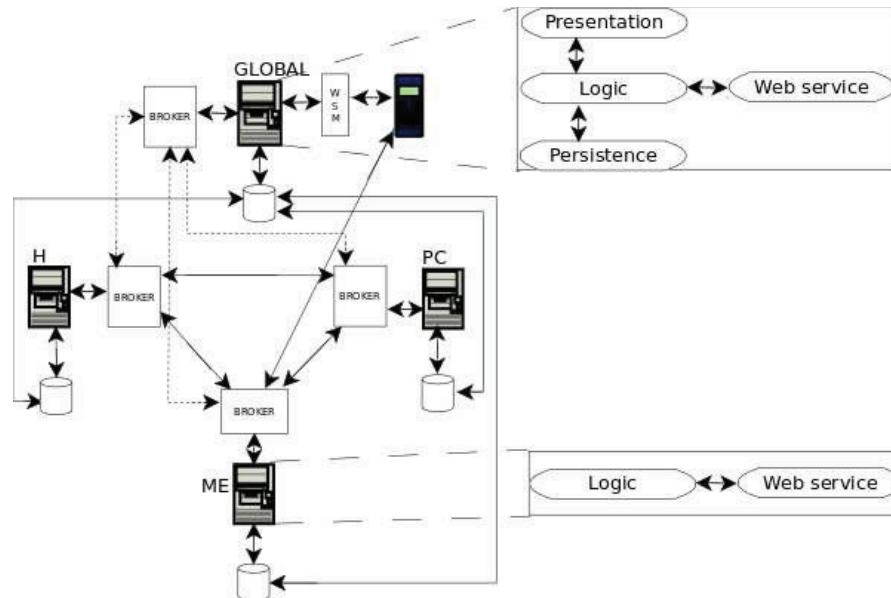 Presentation
GLOBAL
W
S
M
Logic
Web service
BROKER
Persistence
H
PC
BROKER
BROKER
BROKER
ME
Logic
Web service